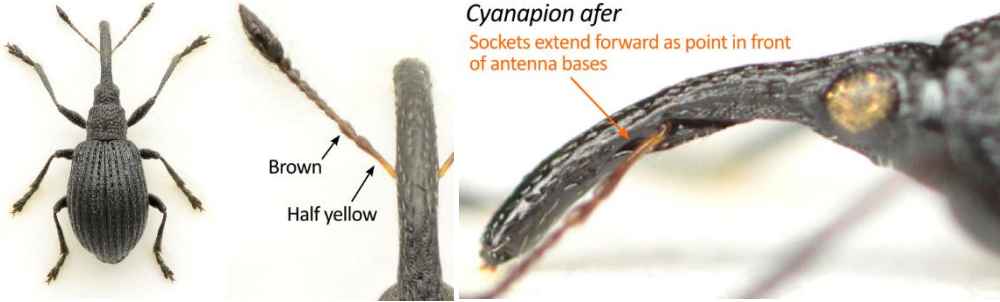 Cyanapion afer
Sockets extend forward as point in front
of antenna bases
Brown
Half yellow